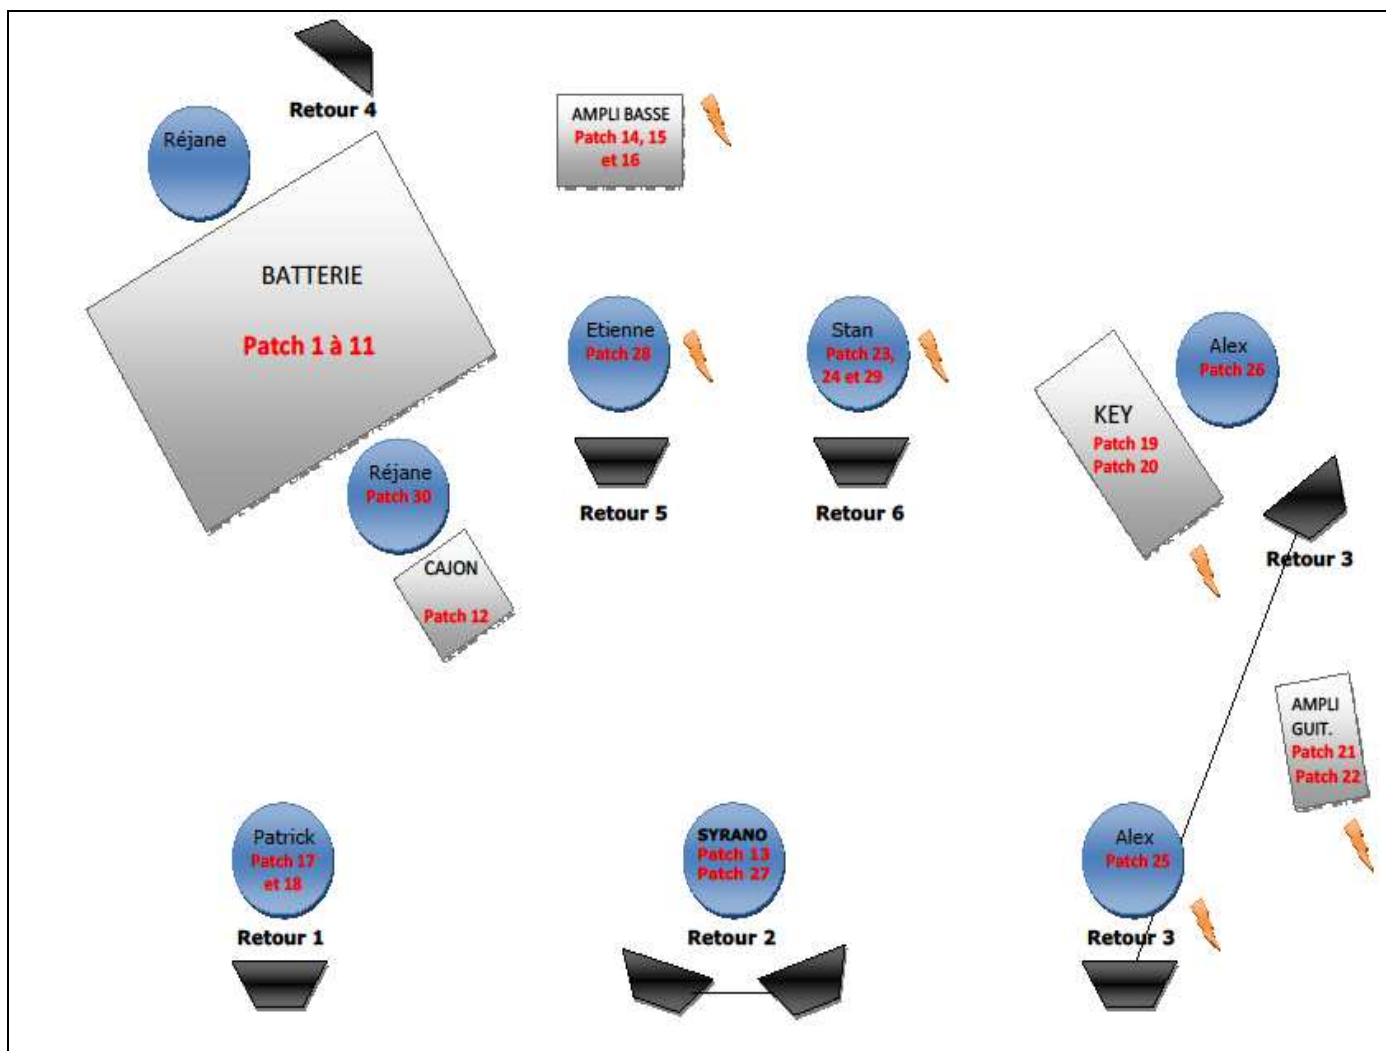 Retour 4
Réjane
AMPLI BASSE
Patch 14, 15
et 16
BATTERIE
Patch 1 à 11
Etienne
Patch 28
Stan
Patch 23,
24 et 29
Alex
Patch 26
KEY
Patch 19
Patch 20
Réjane
Patch 30
Retour 5
Retour 6
Retour 3
CAJON
Patch 12
AMPLI
GUIT.
Patch 21
Patch 22
Patrick
Patch 17
et 18
SYRANO
Patch 13
Patch 27
Alex
Patch 25
Retour 1
Retour 2
Retour 3